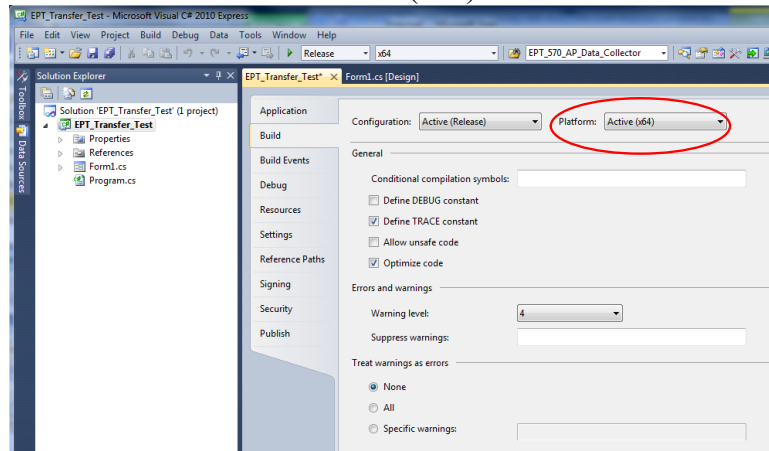 EPT_Transfer_Test - Microsoft Visual C# 2010 Express
File Edit View Project Build Debug Data Tools Window Help
Release x64 EPT_570_AP_Data_Collector
Solution Explorer
EPT_Transfer_Test* Form1.cs [Design]
Toolbox
Data Sources
Solution 'EPT_Transfer_Test' (1 project)
EPT_Transfer_Test
Properties
References
Form1.cs
Program.cs
Application
Build
Build Events
Debug
Resources
Settings
Reference Paths
Signing
Security
Publish
Configuration: Active (Release) Platform: Active (x64)
General
Conditional compilation symbols:
Define DEBUG constant
Define TRACE constant
Allow unsafe code
Optimize code
Errors and warnings
Warning level: 4
Suppress warnings:
Treat warnings as errors
None
All
Specific warnings: